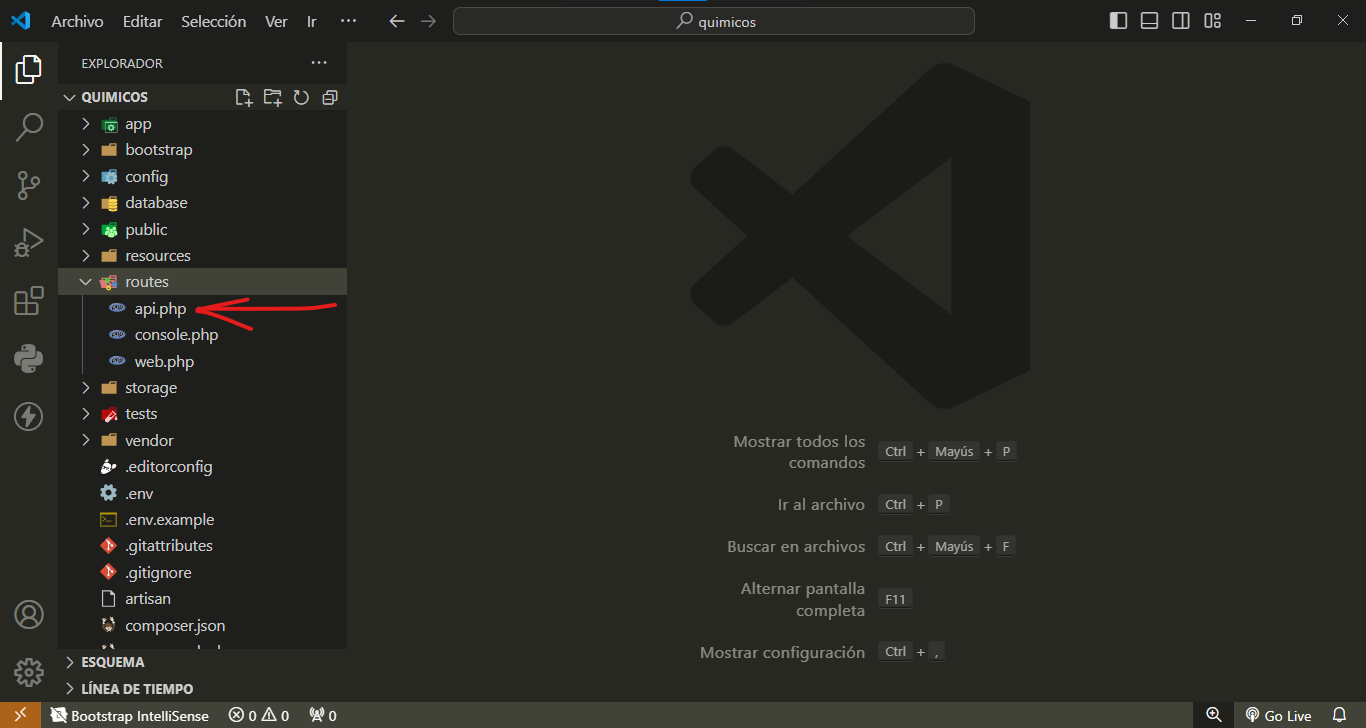 Archivo Editar Selección Ver Ir ···
quimicos
EXPLORADOR ···
QUIMICOS
app
bootstrap
config
database
public
resources
routes
api.php
console.php
web.php
storage
tests
vendor
.editorconfig
.env
.env.example
.gitattributes
.gitignore
artisan
composer.json
ESQUEMA
LÍNEA DE TIEMPO
Mostrar todos los
comandos Ctrl + Mayús + P
Ir al archivo Ctrl + P
Buscar en archivos Ctrl + Mayús + F
Alternar pantalla
completa F11
Mostrar configuración Ctrl + ,
Bootstrap IntelliSense 0 0 0 Go Live